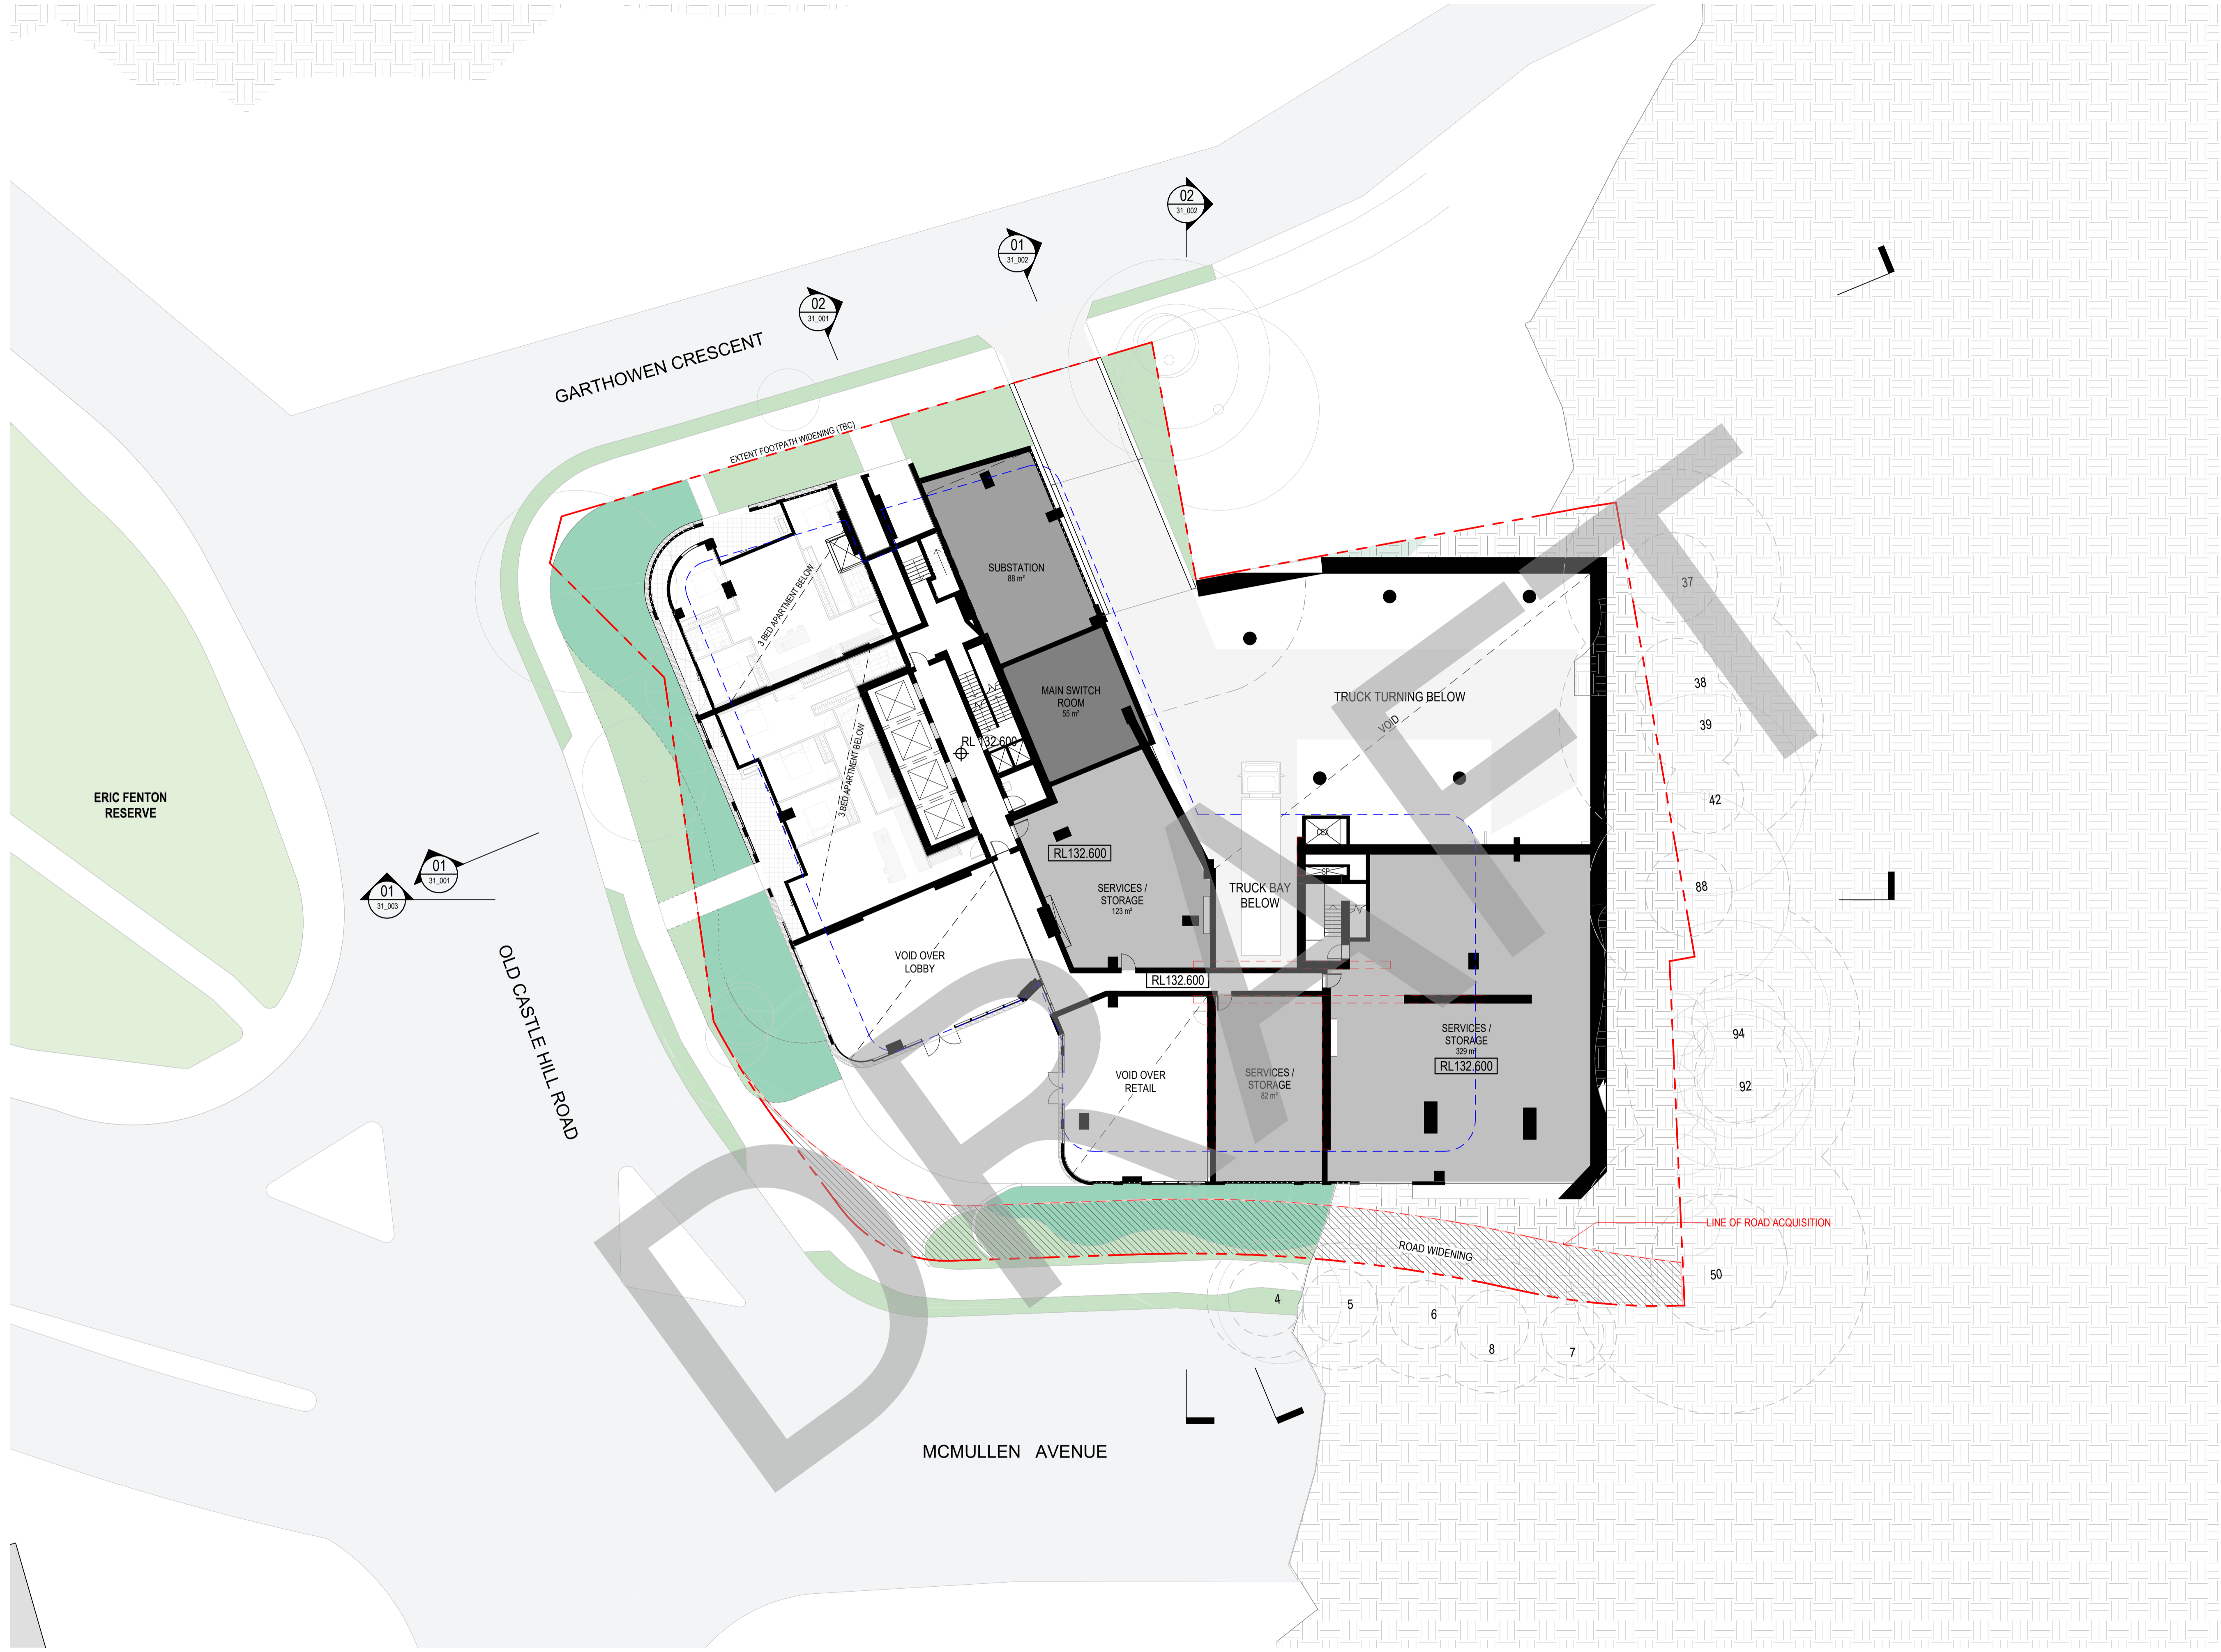 02
31_002
01
31_002
02
31_001
GARTHOWEN CRESCENT
EXTENT FOOTPATH WIDENING (TBC)
SUBSTATION
88 m²
3 BED APARTMENT BELOW
37
MAIN SWITCH
ROOM
55 m²
38
TRUCK TURNING BELOW
VOID
39
RL 132.600
3 BED APARTMENT BELOW
ERIC FENTON
RESERVE
42
CEX
RL132.600
01
31_001
01
31_003
SP
SERVICES /
STORAGE
123 m²
TRUCK BAY
BELOW
88
VOID OVER
LOBBY
RL132.600
OLD CASTLE HILL ROAD
SERVICES /
STORAGE
329 m²
RL132.600
94
VOID OVER
RETAIL
SERVICES /
STORAGE
82 m²
92
LINE OF ROAD ACQUISITION
ROAD WIDENING
50
4
5
6
8
7
MCMULLEN AVENUE
DRAFT